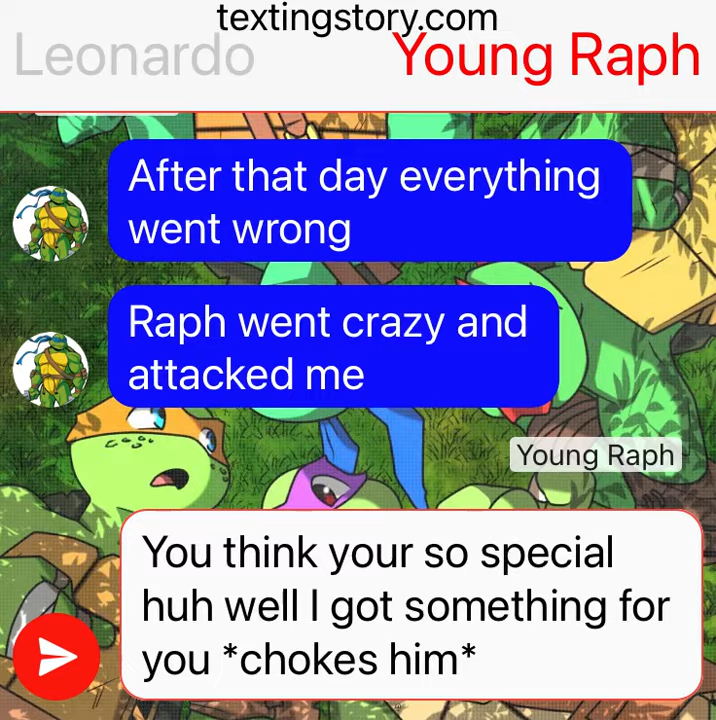 textingstory.com
Leonardo
Young Raph
After that day everything
went wrong
Raph went crazy and
attacked me
Young Raph
You think your so special
huh well I got something for
you *chokes him*